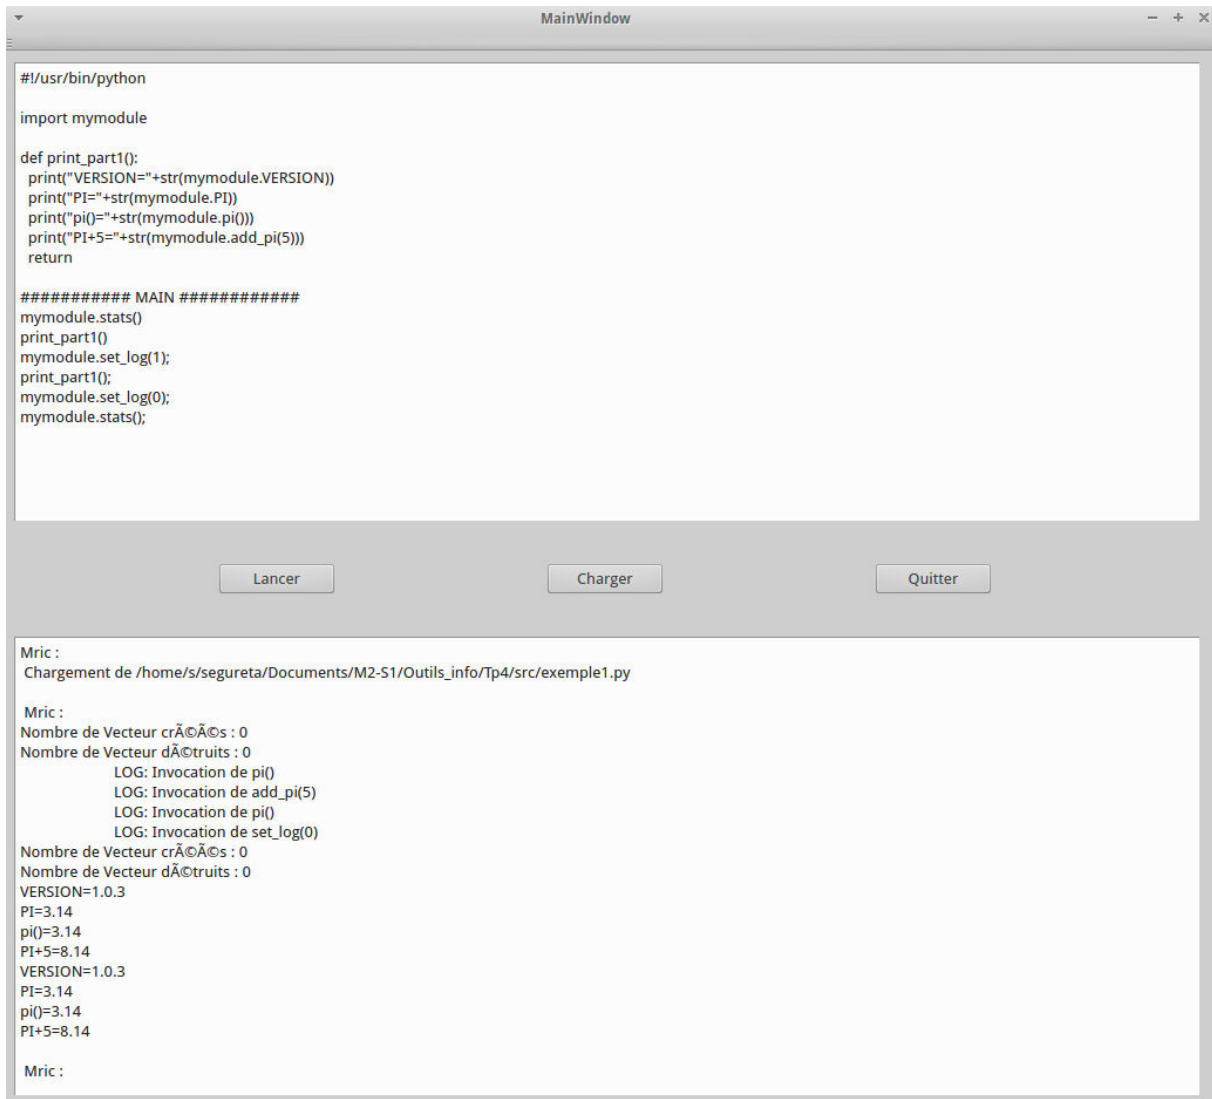 MainWindow
#!/usr/bin/python
import mymodule
def print_part1():
print("VERSION="+str(mymodule.VERSION))
print("PI="+str(mymodule.PI))
print("pi()="+str(mymodule.pi()))
print("PI+5="+str(mymodule.add_pi(5)))
return
########### MAIN ############
mymodule.stats()
print_part1()
mymodule.set_log(1);
print_part1();
mymodule.set_log(0);
mymodule.stats();
Lancer Charger Quitter
Mric :
Chargement de /home/s/segureta/Documents/M2-S1/Outils_info/Tp4/src/exemple1.py
Mric :
Nombre de Vecteur crÃ©Ã©s : 0
Nombre de Vecteur dÃ©truits : 0
LOG: Invocation de pi()
LOG: Invocation de add_pi(5)
LOG: Invocation de pi()
LOG: Invocation de set_log(0)
Nombre de Vecteur crÃ©Ã©s : 0
Nombre de Vecteur dÃ©truits : 0
VERSION=1.0.3
PI=3.14
pi()=3.14
PI+5=8.14
VERSION=1.0.3
PI=3.14
pi()=3.14
PI+5=8.14
Mric :